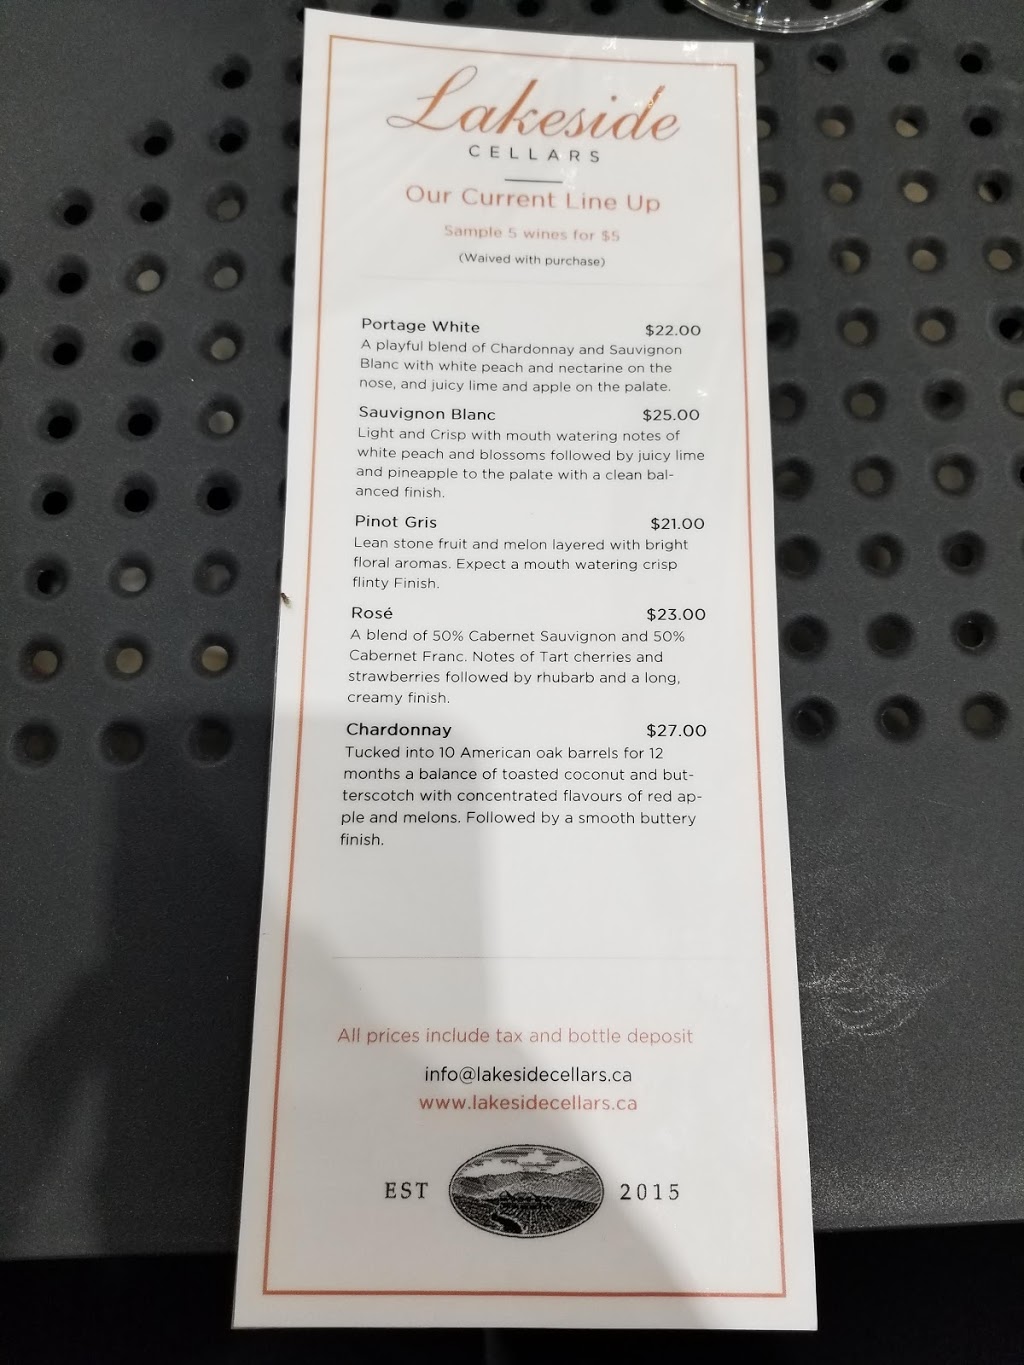 Lakeside
CELLARS
Our Current Line Up
Sample 5 wines for $5
(Waived with purchase)
Portage White $22.00
A playful blend of Chardonnay and Sauvignon
Blanc with white peach and nectarine on the
nose, and juicy lime and apple on the palate.
Sauvignon Blanc $25.00
Light and Crisp with mouth watering notes of
white peach and blossoms followed by juicy lime
and pineapple to the palate with a clean bal-
anced finish.
Pinot Gris $21.00
Lean stone fruit and melon layered with bright
floral aromas. Expect a mouth watering crisp
flinty Finish.
Rosé $23.00
A blend of 50% Cabernet Sauvignon and 50%
Cabernet Franc. Notes of Tart cherries and
strawberries followed by rhubarb and a long,
creamy finish.
Chardonnay $27.00
Tucked into 10 American oak barrels for 12
months a balance of toasted coconut and but-
terscotch with concentrated flavours of red ap-
ple and melons. Followed by a smooth buttery
finish.
All prices include tax and bottle deposit
info@lakesidecellars.ca
www.lakesidecellars.ca
EST 2015